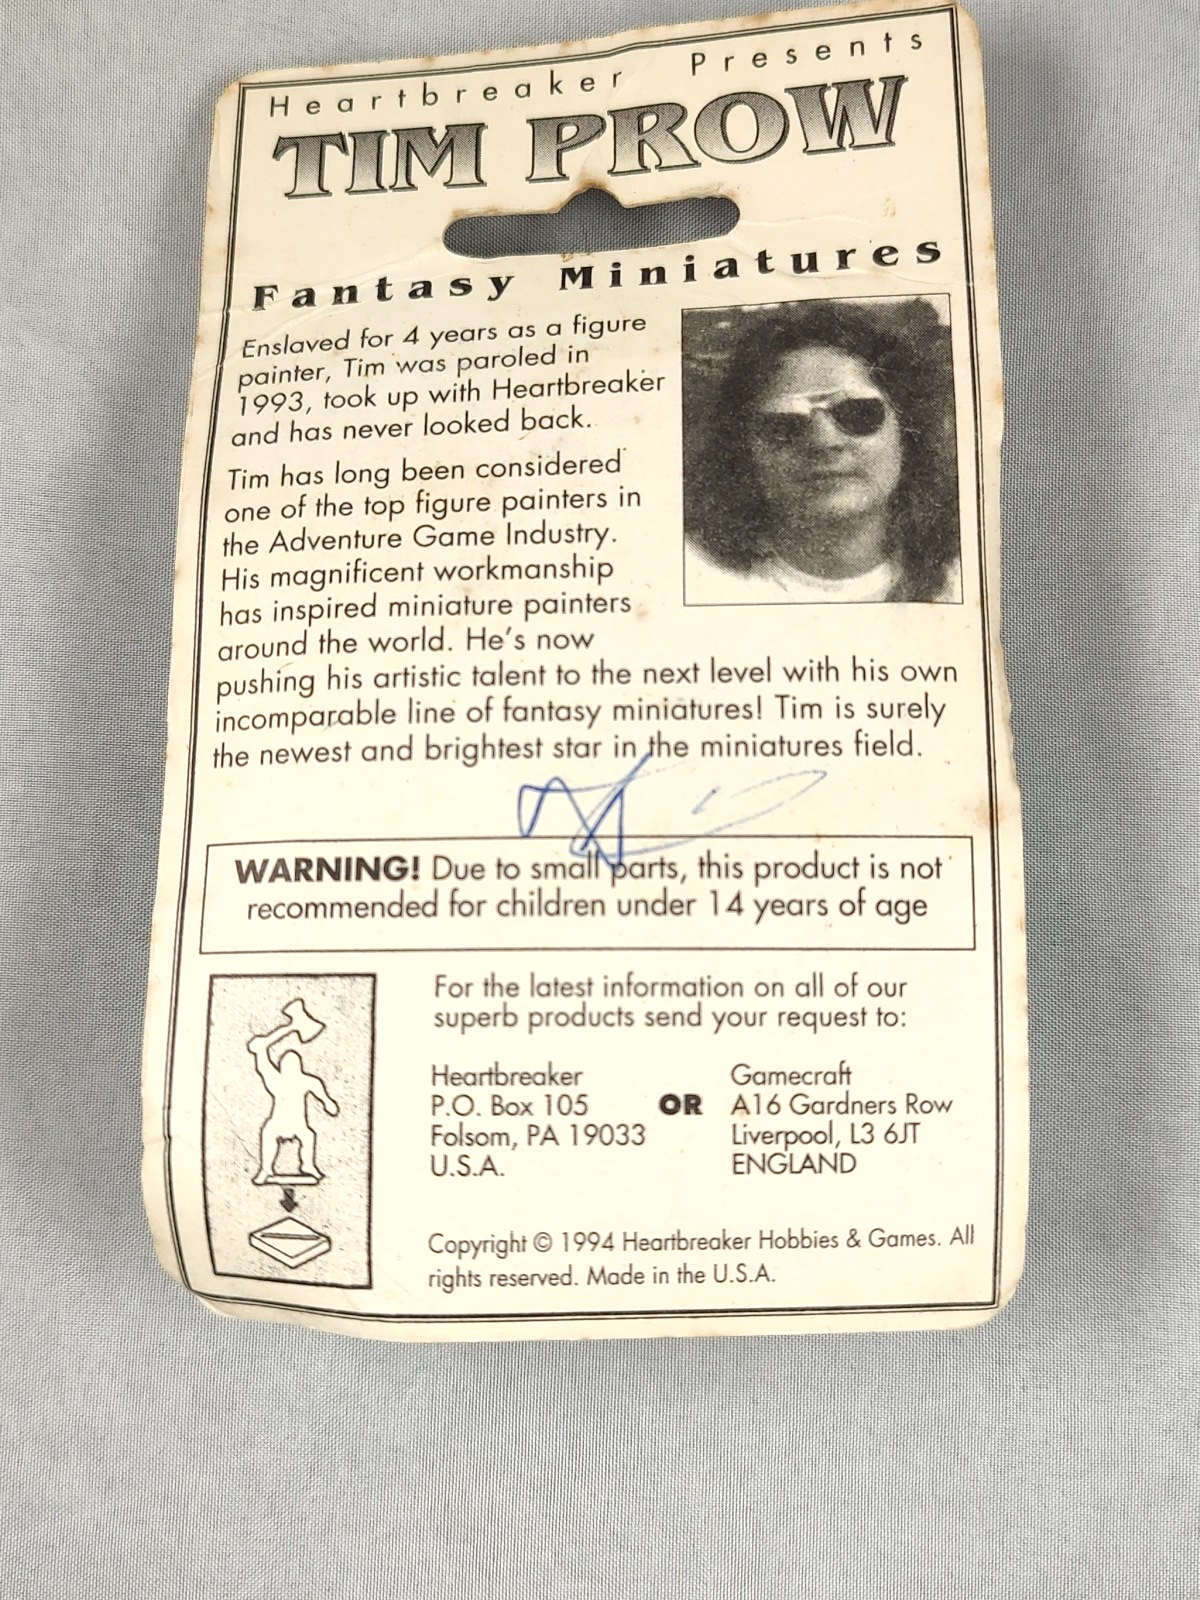 Heartbreaker Presents
TIM PROW
Fantasy Miniatures
Enslaved for 4 years as a figure
painter, Tim was paroled in
1993, took up with Heartbreaker
and has never looked back.
Tim has long been considered
one of the top figure painters in
the Adventure Game Industry.
His magnificent workmanship
has inspired miniature painters
around the world. He's now
pushing his artistic talent to the next level with his own
incomparable line of fantasy miniatures! Tim is surely
the newest and brightest star in the miniatures field.
WARNING! Due to small parts, this product is not
recommended for children under 14 years of age
For the latest information on all of our
superb products send your request to:
Heartbreaker
P.O. Box 105
Folsom, PA 19033
U.S.A.
OR
Gamecraft
A16 Gardners Row
Liverpool, L3 6JT
ENGLAND
Copyright © 1994 Heartbreaker Hobbies & Games. All
rights reserved. Made in the U.S.A.